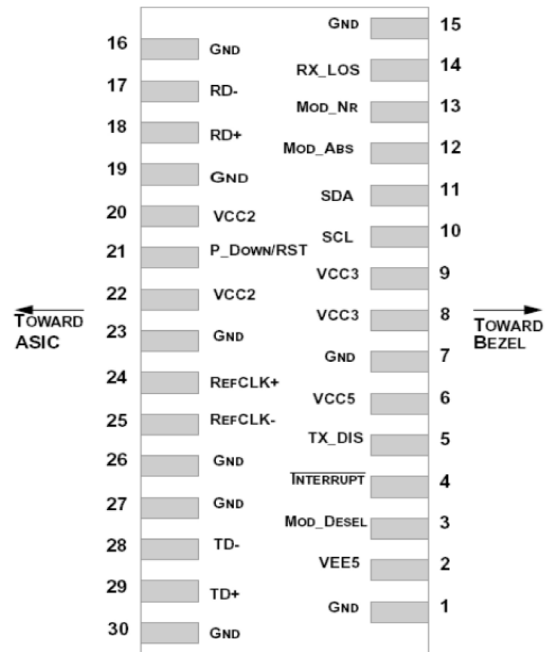 GND 15
16 GND
RX_LOS 14
17 RD-
MOD_NR 13
18 RD+
MOD_ABS 12
19 GND
SDA 11
20 VCC2
SCL 10
21 P_DOWN/RST
VCC3 9
22 VCC2
VCC3 8
TOWARD ASIC
TOWARD BEZEL
23 GND
GND 7
24 REFCLK+
VCC5 6
25 REFCLK-
TX_DIS 5
26 GND
INTERRUPT 4
27 GND
MOD_DESEL 3
28 TD-
VEE5 2
29 TD+
GND 1
30 GND